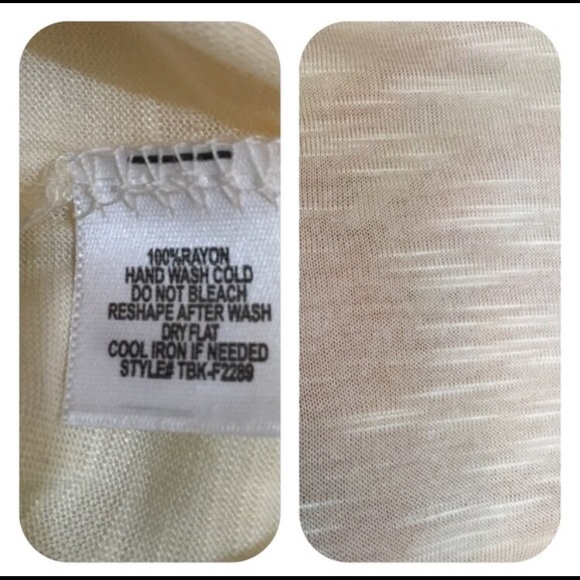 100%RAYON
HAND WASH COLD
DO NOT BLEACH
RESHAPE AFTER WASH
DRY FLAT
COOL IRON IF NEEDED
STYLE# TBK-F2289